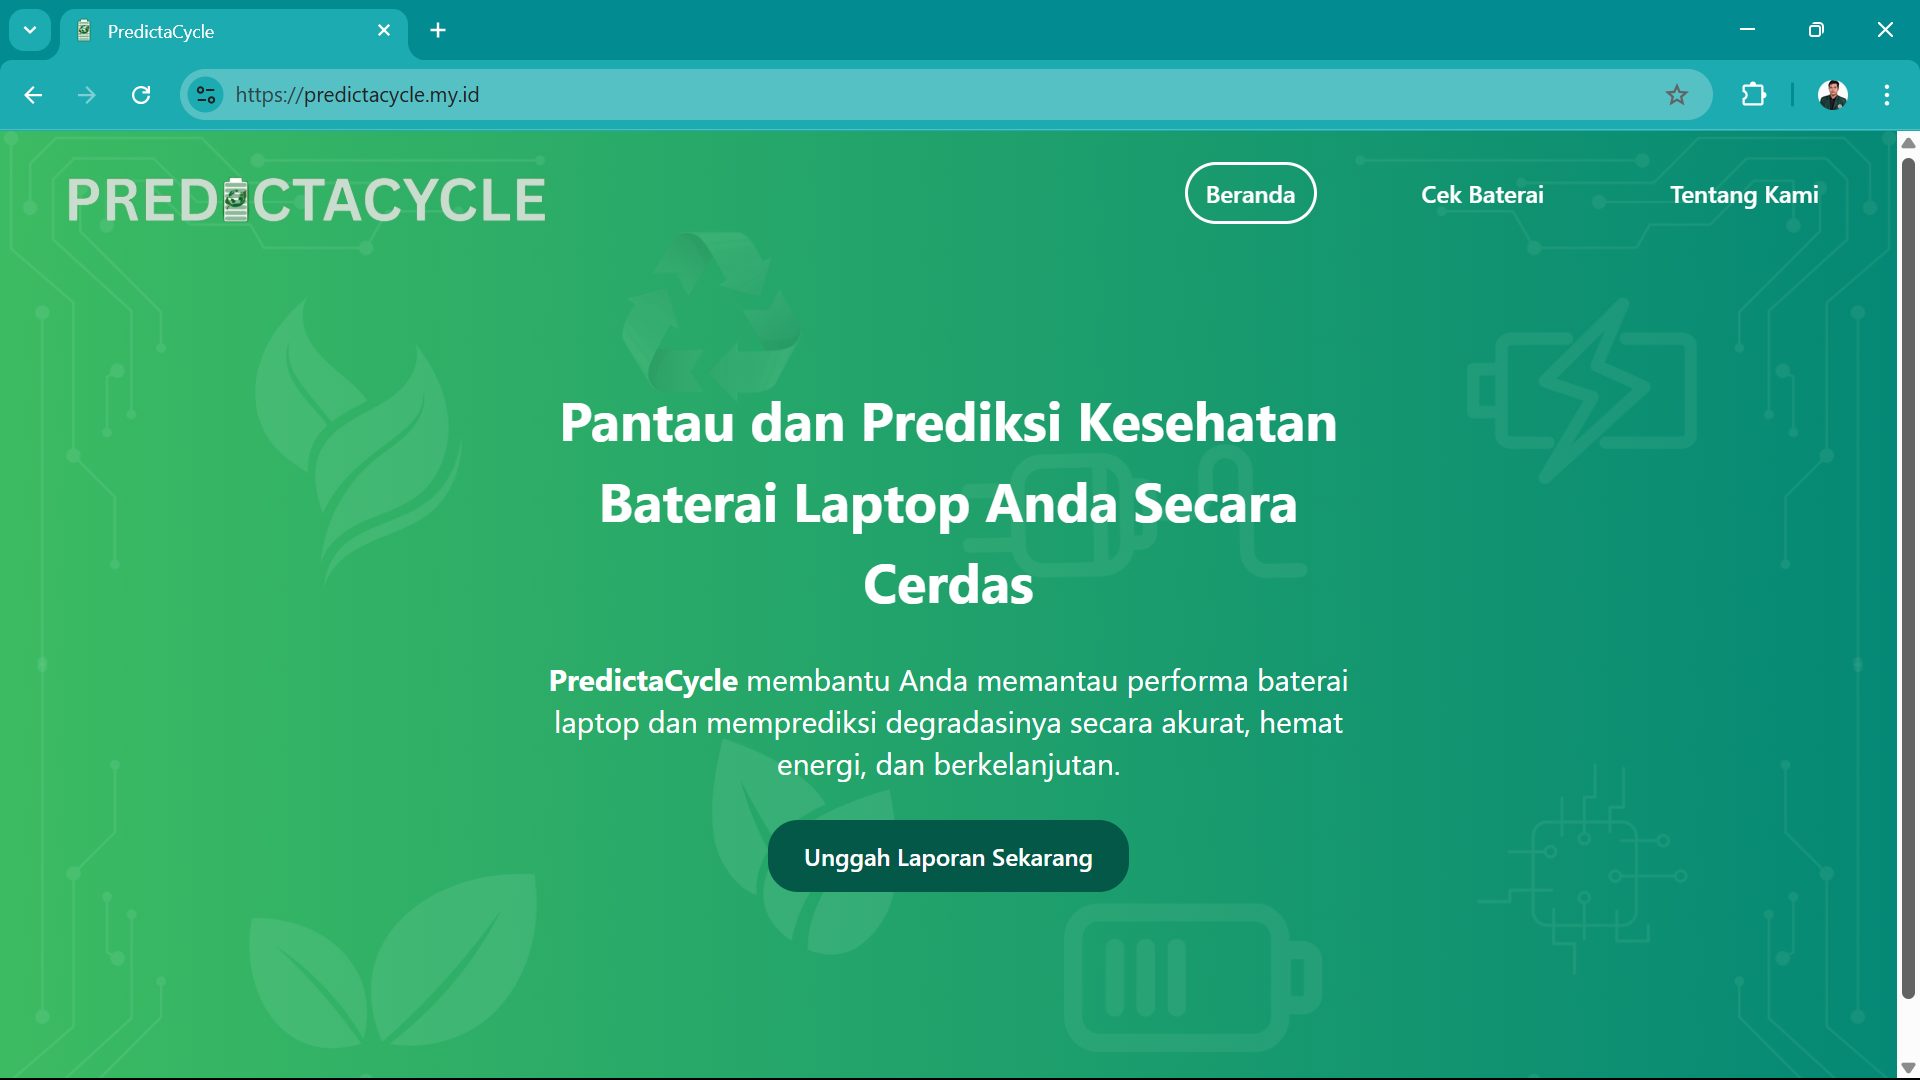 PredictaCycle
https://predictacycle.my.id
PREDICTACYCLE
Beranda
Cek Baterai
Tentang Kami
Pantau dan Prediksi Kesehatan
Baterai Laptop Anda Secara
Cerdas
PredictaCycle membantu Anda memantau performa baterai
laptop dan memprediksi degradasinya secara akurat, hemat
energi, dan berkelanjutan.
Unggah Laporan Sekarang